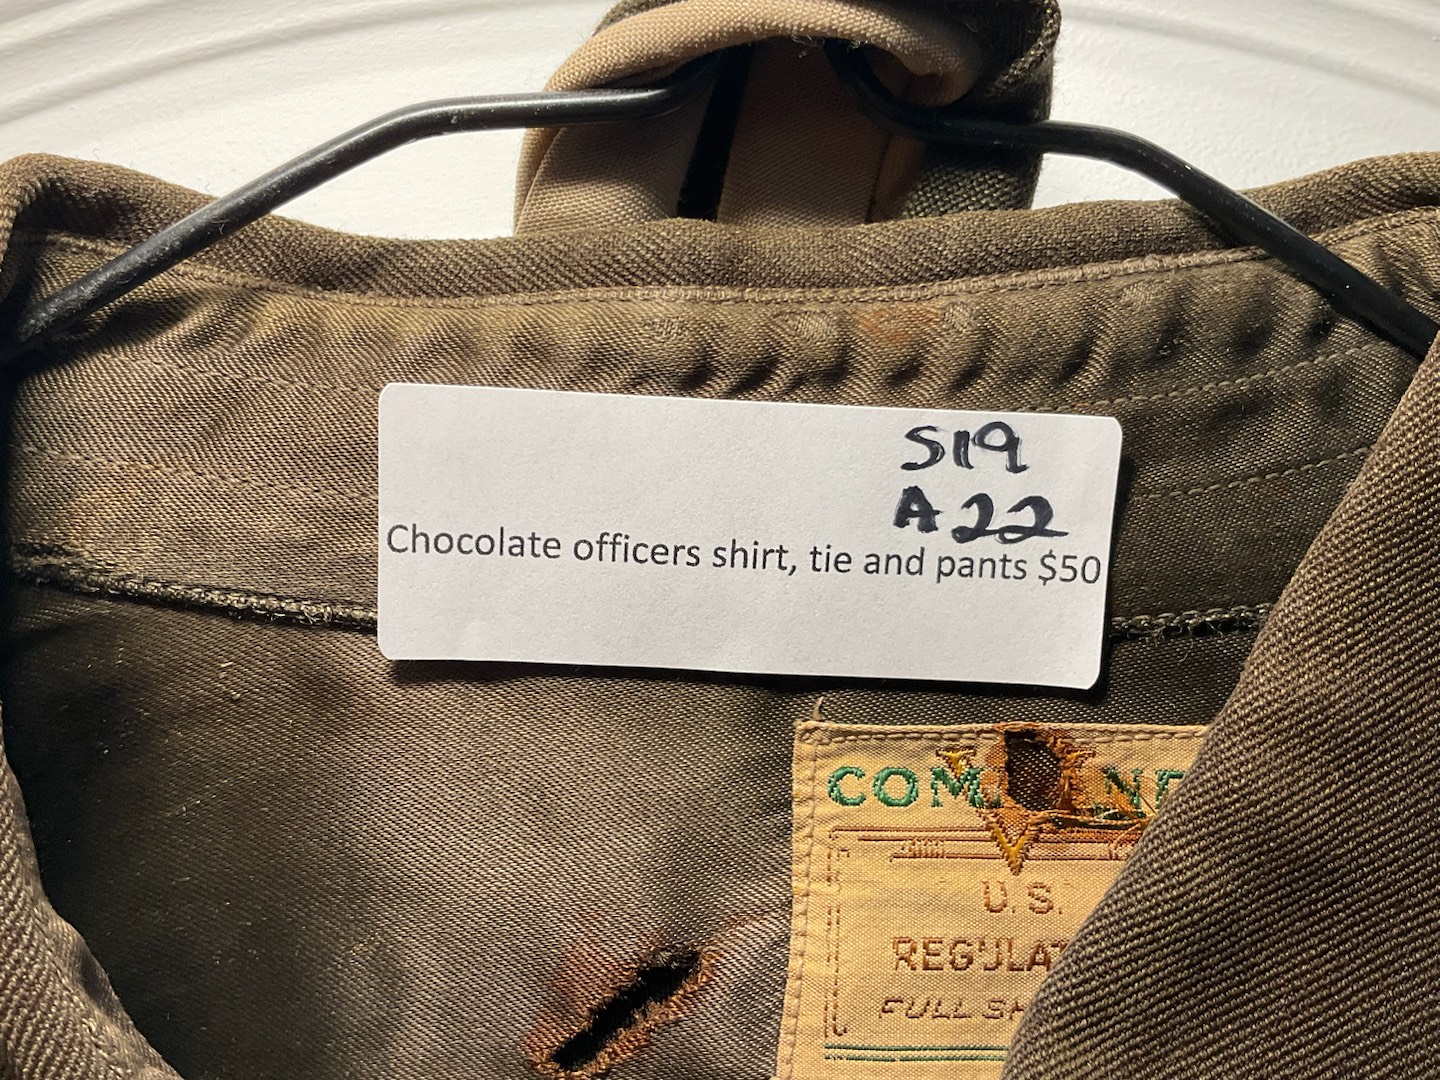 S19
A22
Chocolate officers shirt, tie and pants $50
U.S.